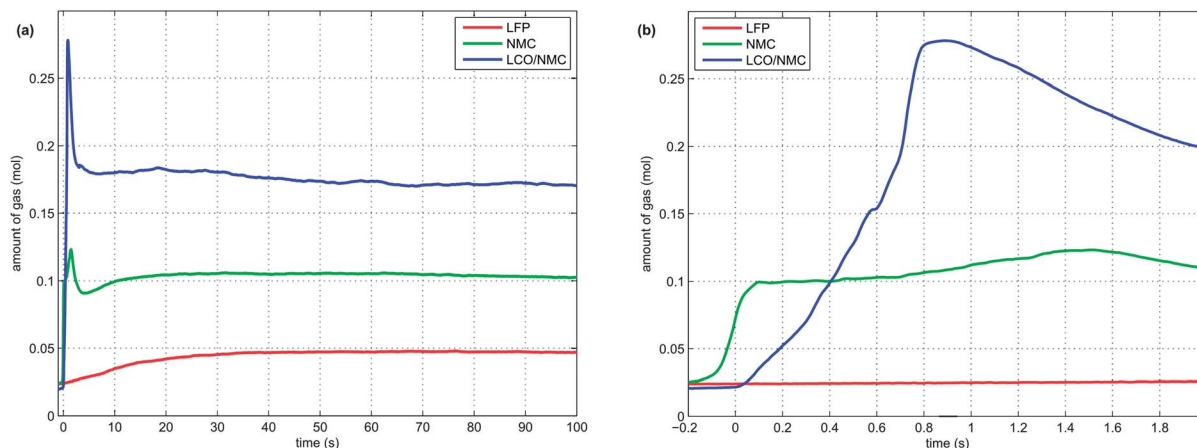 (a)
LFP
NMC
LCO/NMC
0.25
0.2
0.15
0.1
0.05
0
amount of gas (mol)
0 10 20 30 40 50 60 70 80 90 100
time (s)
(b)
LFP
NMC
LCO/NMC
0.25
0.2
0.15
0.1
0.05
0
amount of gas (mol)
−0.2 0 0.2 0.4 0.6 0.8 1.0 1.2 1.4 1.6 1.8
time (s)